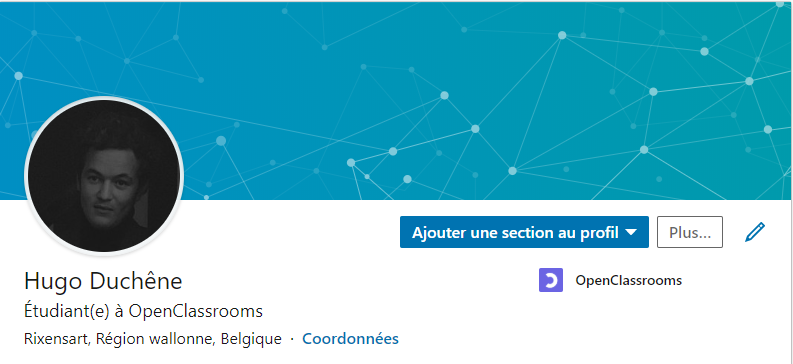 Ajouter une section au profil
Plus...
Hugo Duchêne
OpenClassrooms
Étudiant(e) à OpenClassrooms
Rixensart, Région wallonne, Belgique · Coordonnées